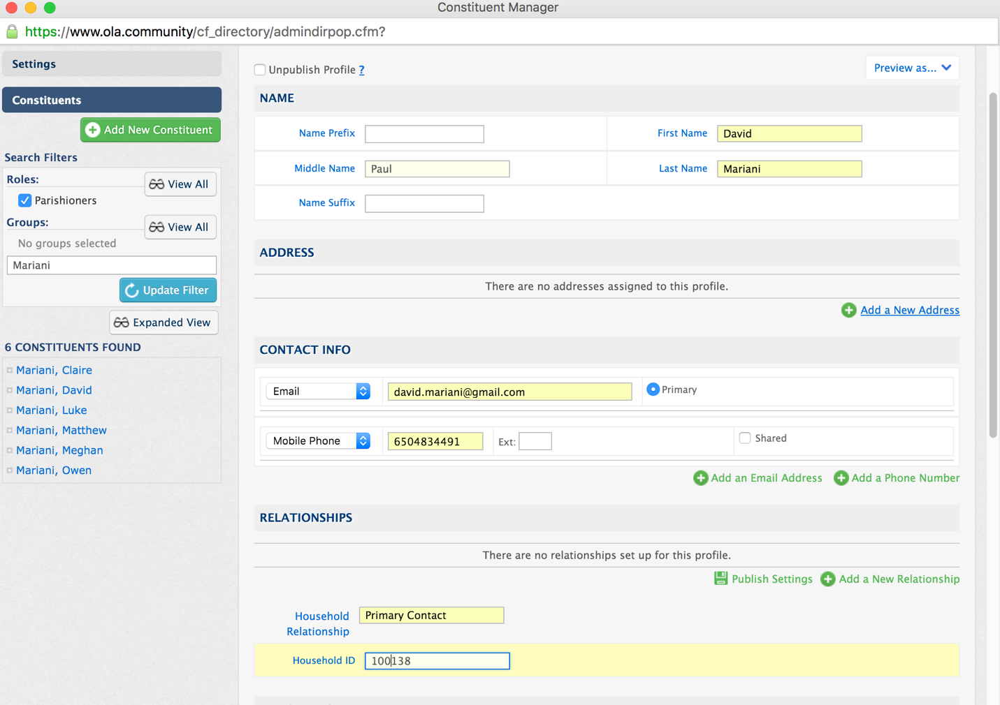 Constituent Manager
https://www.ola.community/cf_directory/admindirpop.cfm?
Settings
Constituents
Add New Constituent
Search Filters
Roles:
View All
Parishioners
Groups:
View All
No groups selected
Mariani
Update Filter
Expanded View
6 CONSTITUENTS FOUND
Mariani, Claire
Mariani, David
Mariani, Luke
Mariani, Matthew
Mariani, Meghan
Mariani, Owen
Unpublish Profile ?
Preview as...
NAME
Name Prefix
First Name David
Middle Name Paul
Last Name Mariani
Name Suffix
ADDRESS
There are no addresses assigned to this profile.
Add a New Address
CONTACT INFO
Email david.mariani@gmail.com Primary
Mobile Phone 6504834491 Ext: Shared
Add an Email Address Add a Phone Number
RELATIONSHIPS
There are no relationships set up for this profile.
Publish Settings Add a New Relationship
Household Primary Contact
Relationship
Household ID 100138